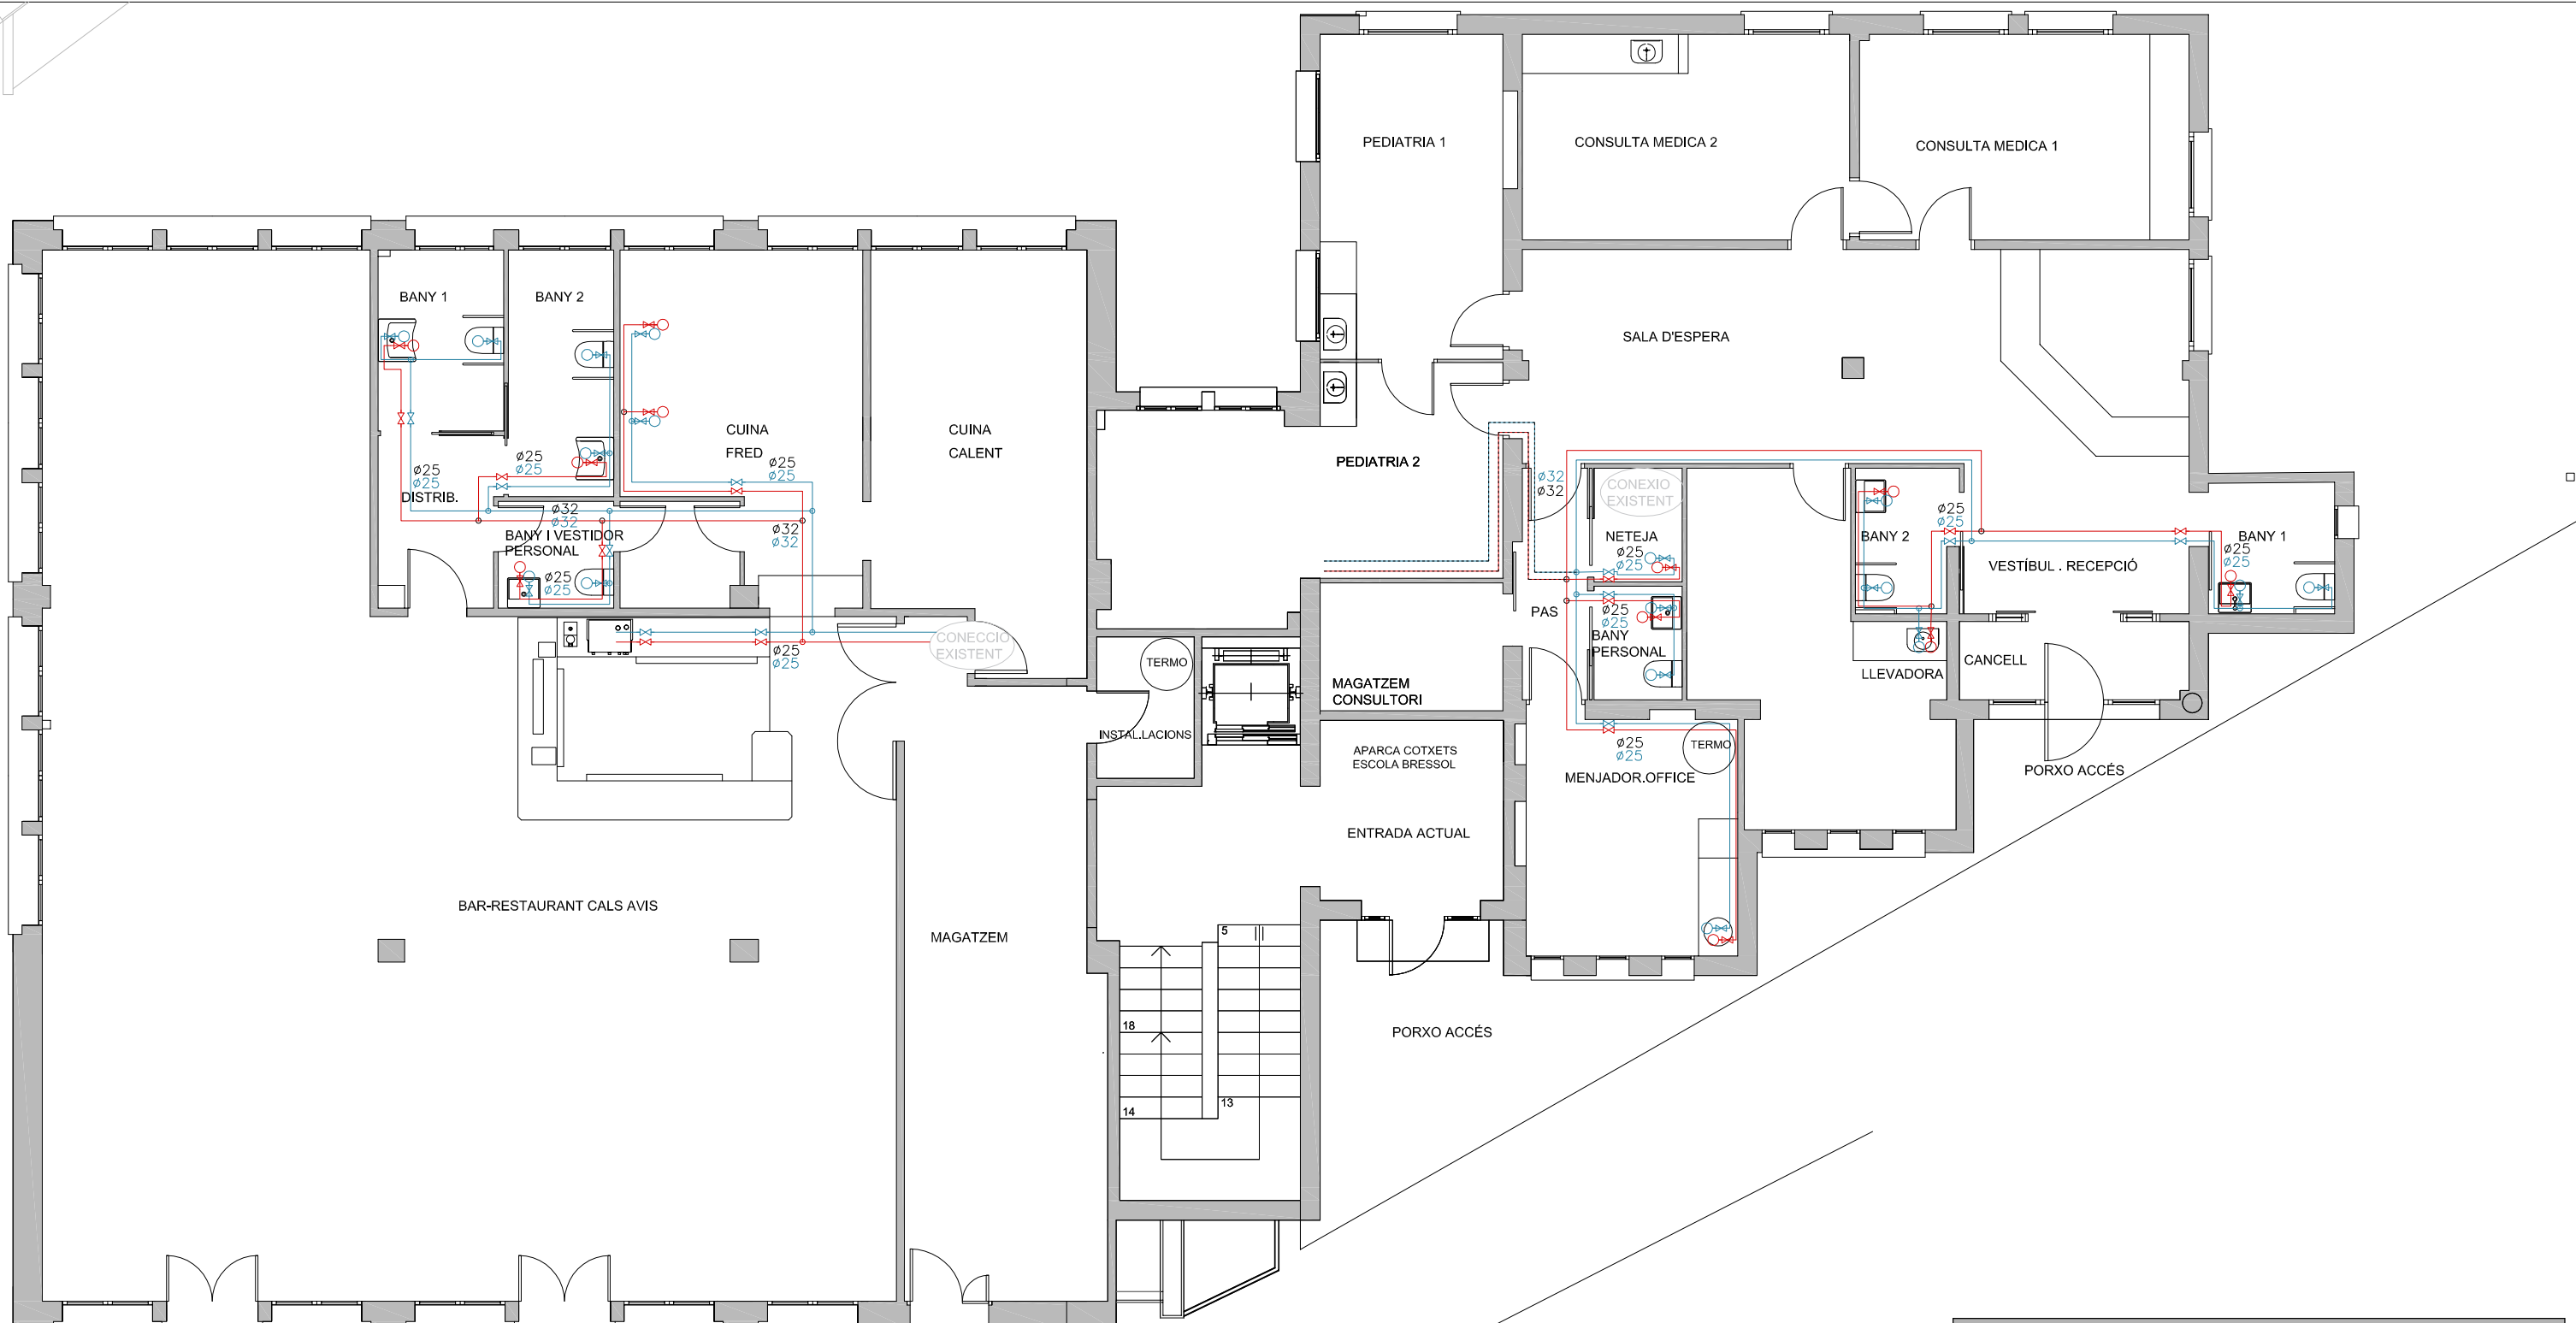 PEDIATRIA 1
CONSULTA MEDICA 2
CONSULTA MEDICA 1
BANY 1
BANY 2
SALA D'ESPERA
CUINA
FRED
CUINA
CALENT
PEDIATRIA 2
ø25
ø25
DISTRIB.
ø25
ø25
ø25
ø25
ø32
ø32
BANY I VESTIDOR
PERSONAL
ø32
ø32
ø25
ø25
ø32
ø32
CONEXIO
EXISTENT
NETEJA
ø25
ø25
BANY 2
ø25
ø25
VESTÍBUL . RECEPCIÓ
BANY 1
ø25
ø25
PAS
ø25
ø25
BANY
PERSONAL
CONECCIO
EXISTENT
ø25
ø25
TERMO
MAGATZEM
CONSULTORI
LLEVADORA
CANCELL
INSTAL.LACIONS
APARCA COTXETS
ESCOLA BRESSOL
ø25
ø25
TERMO
MENJADOR.OFFICE
PORXO ACCÉS
ENTRADA ACTUAL
BAR-RESTAURANT CALS AVIS
MAGATZEM
5
18
14
13
PORXO ACCÉS